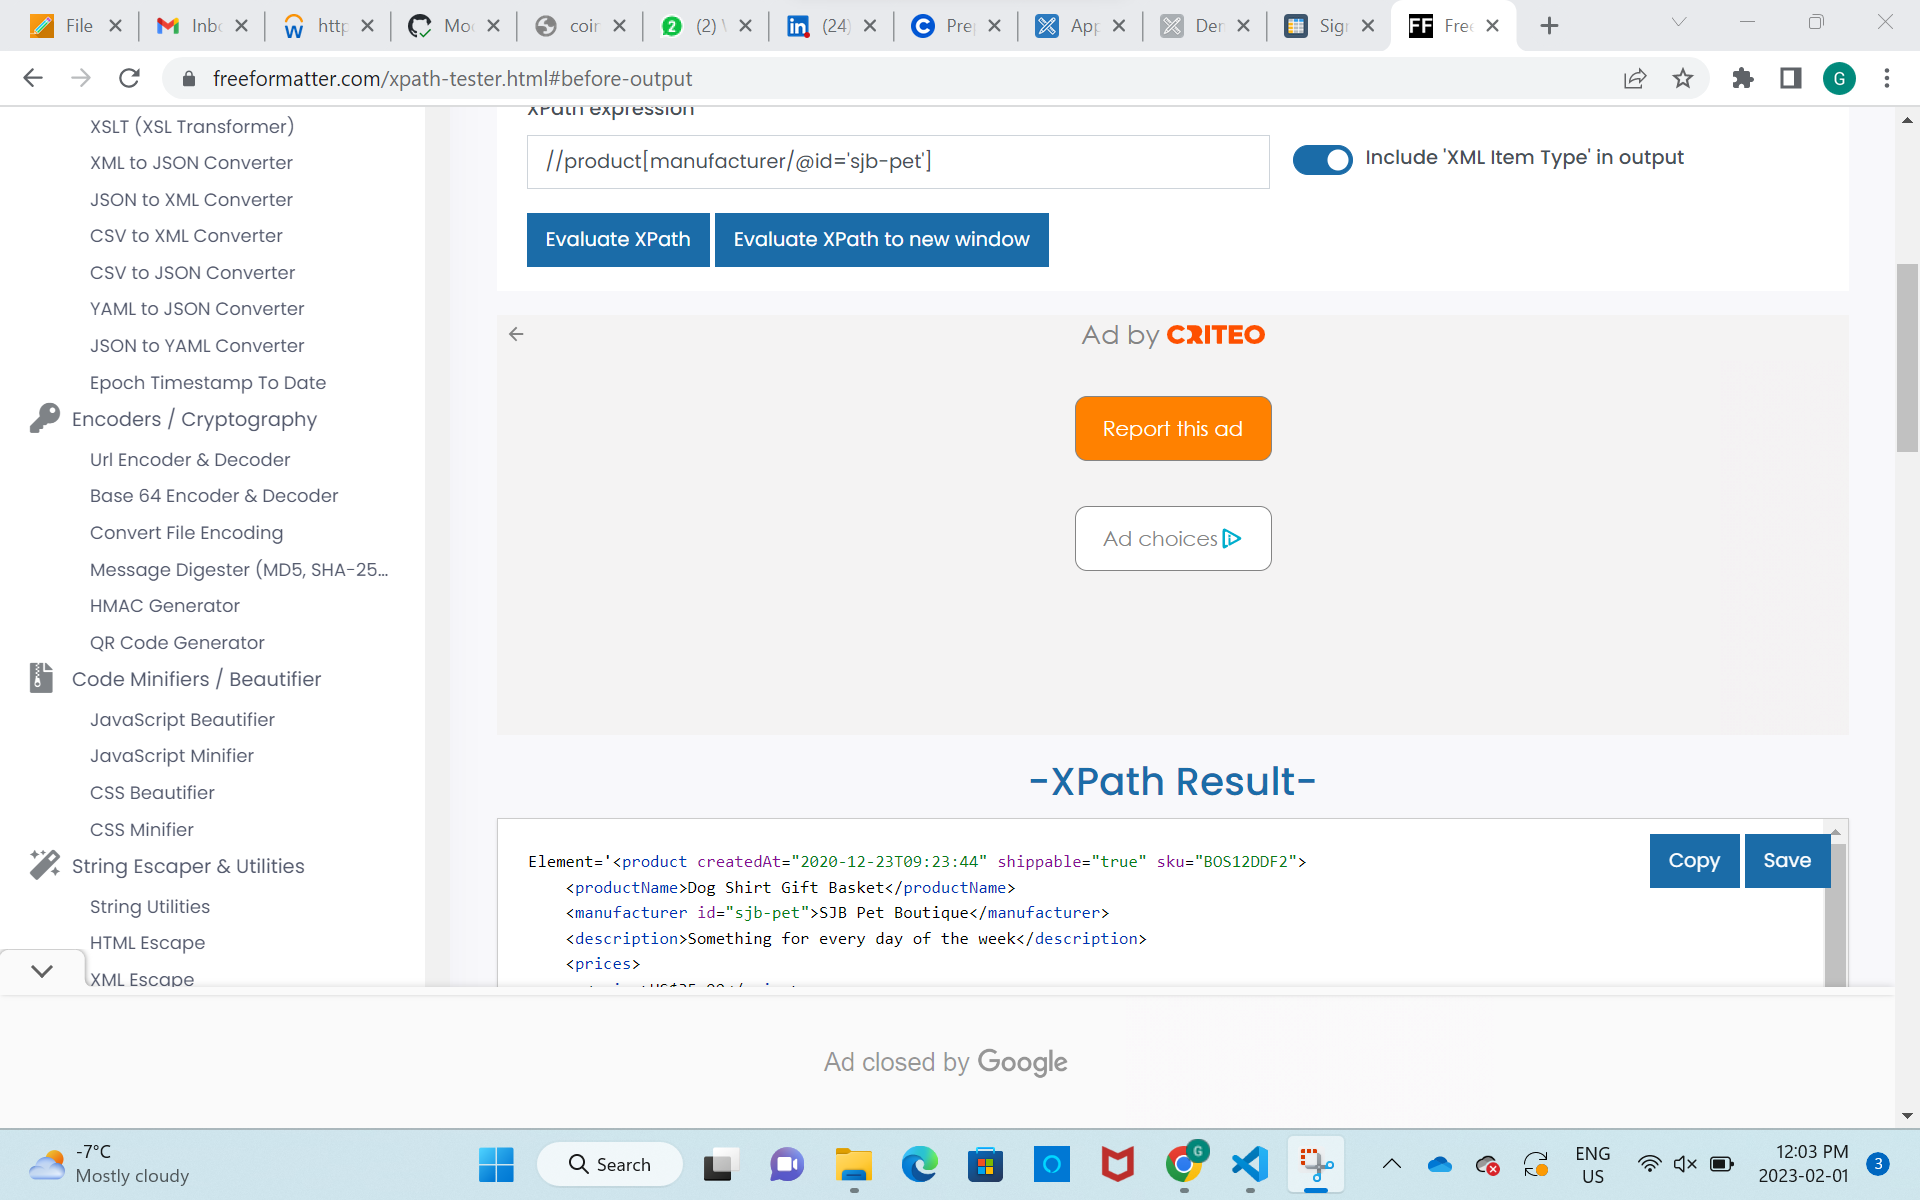 File
Inbo
http
Moc
coir
(2) \
(24)
Pre
App
Der
Sigr
Free
freeformatter.com/xpath-tester.html#before-output
G
XSLT (XSL Transformer)
XML to JSON Converter
JSON to XML Converter
CSV to XML Converter
CSV to JSON Converter
YAML to JSON Converter
JSON to YAML Converter
Epoch Timestamp To Date
Encoders / Cryptography
Url Encoder & Decoder
Base 64 Encoder & Decoder
Convert File Encoding
Message Digester (MD5, SHA-25...
HMAC Generator
QR Code Generator
Code Minifiers / Beautifier
JavaScript Beautifier
JavaScript Minifier
CSS Beautifier
CSS Minifier
String Escaper & Utilities
String Utilities
HTML Escape
XML Escape
XPath expression
//product[manufacturer/@id='sjb-pet']
Include 'XML Item Type' in output
Evaluate XPath
Evaluate XPath to new window
Ad by CRITEO
Report this ad
Ad choices
-XPath Result-
Copy
Save
Element='<product createdAt="2020-12-23T09:23:44" shippable="true" sku="BOS12DDF2">
<productName>Dog Shirt Gift Basket</productName>
<manufacturer id="sjb-pet">SJB Pet Boutique</manufacturer>
<description>Something for every day of the week</description>
<prices>
Ad closed by Google
-7°C
Mostly cloudy
Search
G
ENG
US
12:03 PM
2023-02-01
3